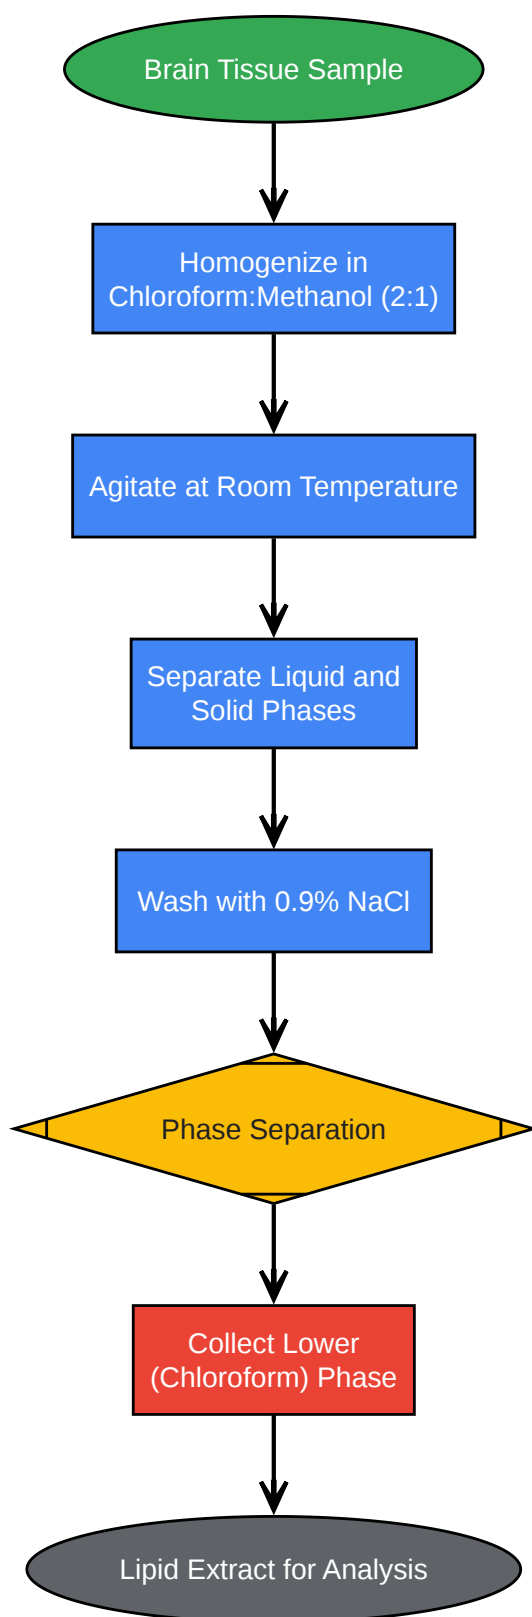 Brain Tissue Sample
Homogenize in
Chloroform:Methanol (2:1)
Agitate at Room Temperature
Separate Liquid and
Solid Phases
Wash with 0.9% NaCl
Phase Separation
Collect Lower
(Chloroform) Phase
Lipid Extract for Analysis